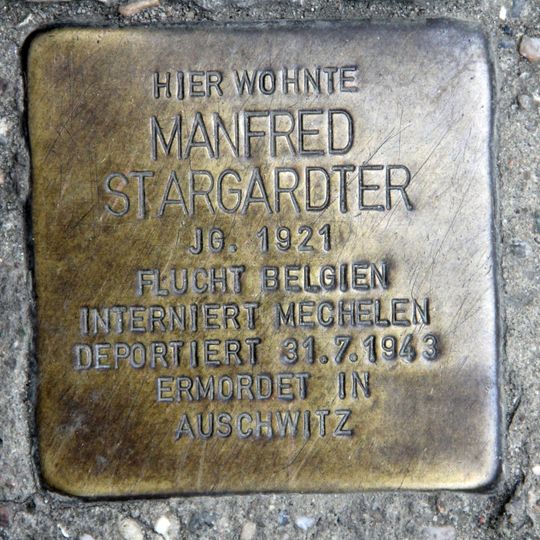 HIER WOHNTE
MANFRED
STARGARDTER
JG. 1921
FLUCHT BELGIEN
INTERNIERT MECHELEN
DEPORTIERT 31.7.1943
ERMORDET IN
AUSCHWITZ